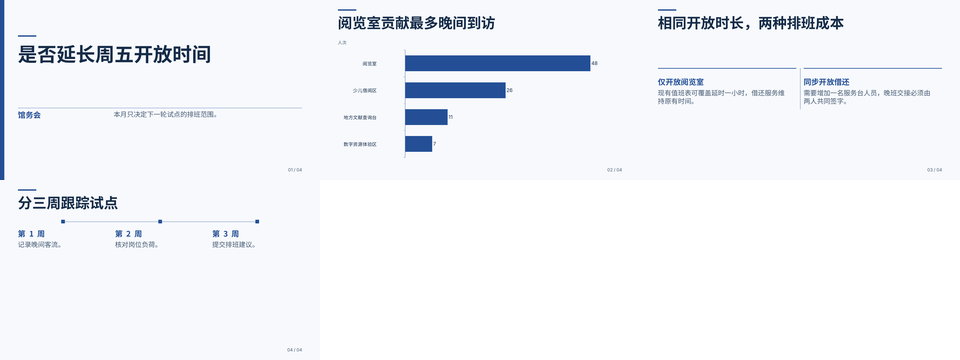 是否延长周五开放时间
馆务会
本月只决定下一轮试点的排班范围。
01 / 04
阅览室贡献最多晚间到访
人次
阅览室
48
少儿借阅区
26
地方文献查询台
11
数字资源体验区
7
02 / 04
相同开放时长，两种排班成本
仅开放阅览室
现有值班表可覆盖延时一小时，借还服务维
持原有时间。
同步开放借还
需要增加一名服务台人员，晚班交接必须由
两人共同签字。
03 / 04
分三周跟踪试点
第 1 周
记录晚间客流。
第 2 周
核对岗位负荷。
第 3 周
提交排班建议。
04 / 04